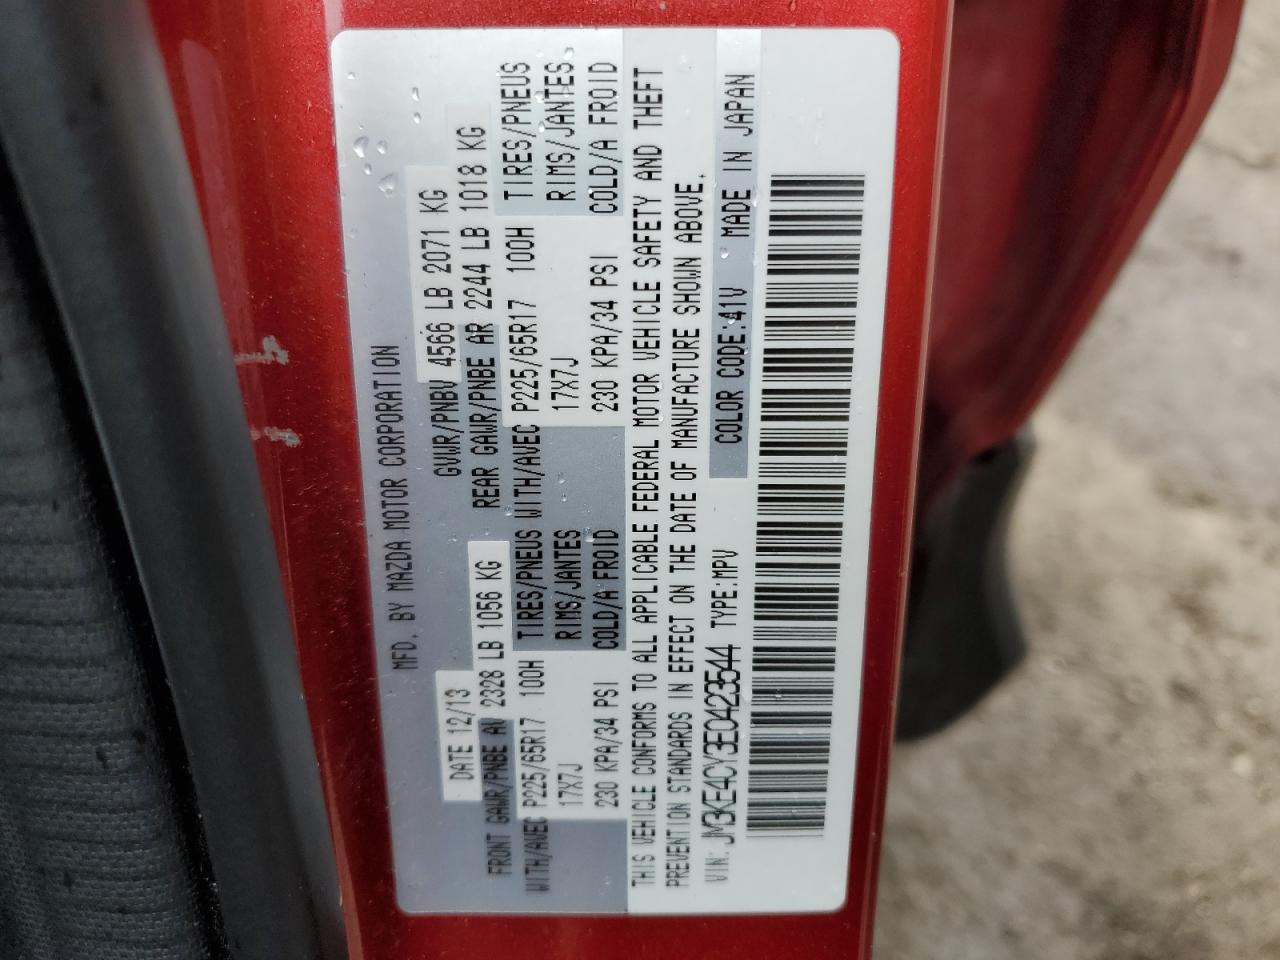 MFD. BY MAZDA MOTOR CORPORATION
DATE 12/13 GVWR/PNBV 4566 LB 2071 KG
FRONT GAWR/PNBE AV 2328 LB 1056 KG REAR GAWR/PNBE AR 2244 LB 1018 KG
WITH/AVEC P225/65R17 100H TIRES/PNEUS WITH/AVEC P225/65R17 100H TIRES/PNEUS
17X7J RIMS/JANTES 17X7J RIMS/JANTES
230 KPA/34 PSI COLD/A FROID 230 KPA/34 PSI COLD/A FROID
THIS VEHICLE CONFORMS TO ALL APPLICABLE FEDERAL MOTOR VEHICLE SAFETY AND THEFT
PREVENTION STANDARDS IN EFFECT ON THE DATE OF MANUFACTURE SHOWN ABOVE.
VIN: JM3KE4CY3E0423544 TYPE:MPV COLOR CODE:41V MADE IN JAPAN